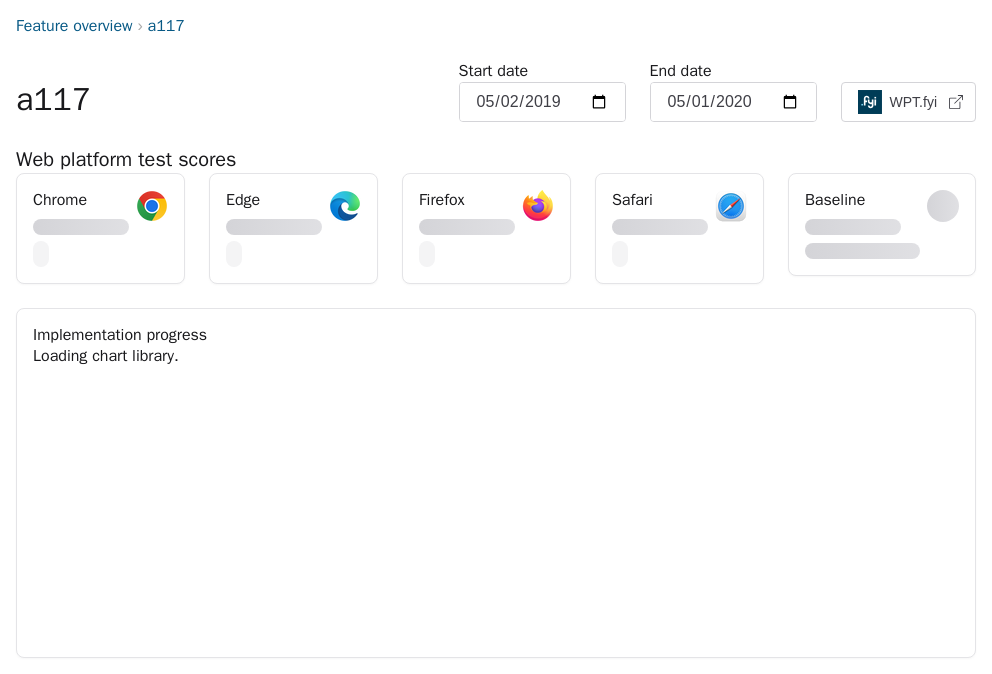 Feature overview › a117
a117
Start date
End date
05/02/2019
05/01/2020
.fyi WPT.fyi
Web platform test scores
Chrome
Edge
Firefox
Safari
Baseline
Implementation progress
Loading chart library.